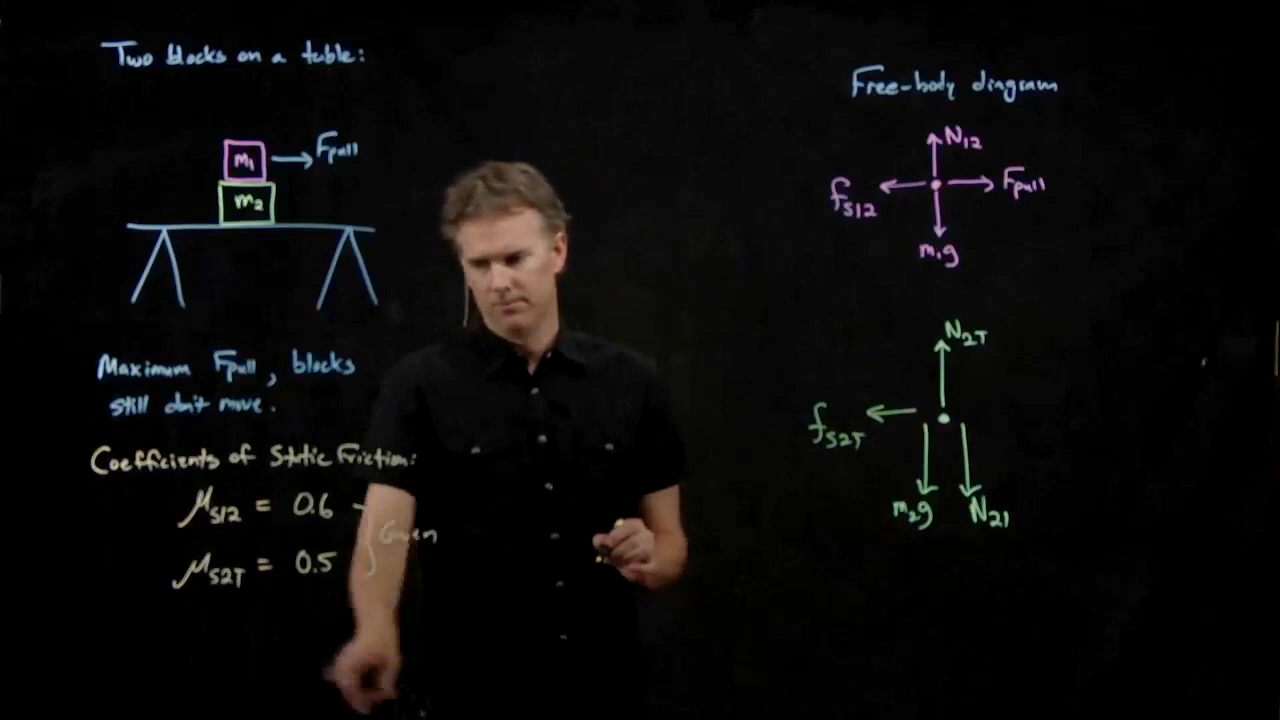 Two blocks on a table:
m1
Fpull
m2
Maximum Fpull, blocks
still don't move.
Coefficients of Static Friction:
μS12 = 0.6
Given
μS2T = 0.5
Free-body diagram
N12
fS12
Fpull
m1g
N2T
fS2T
m2g
N21